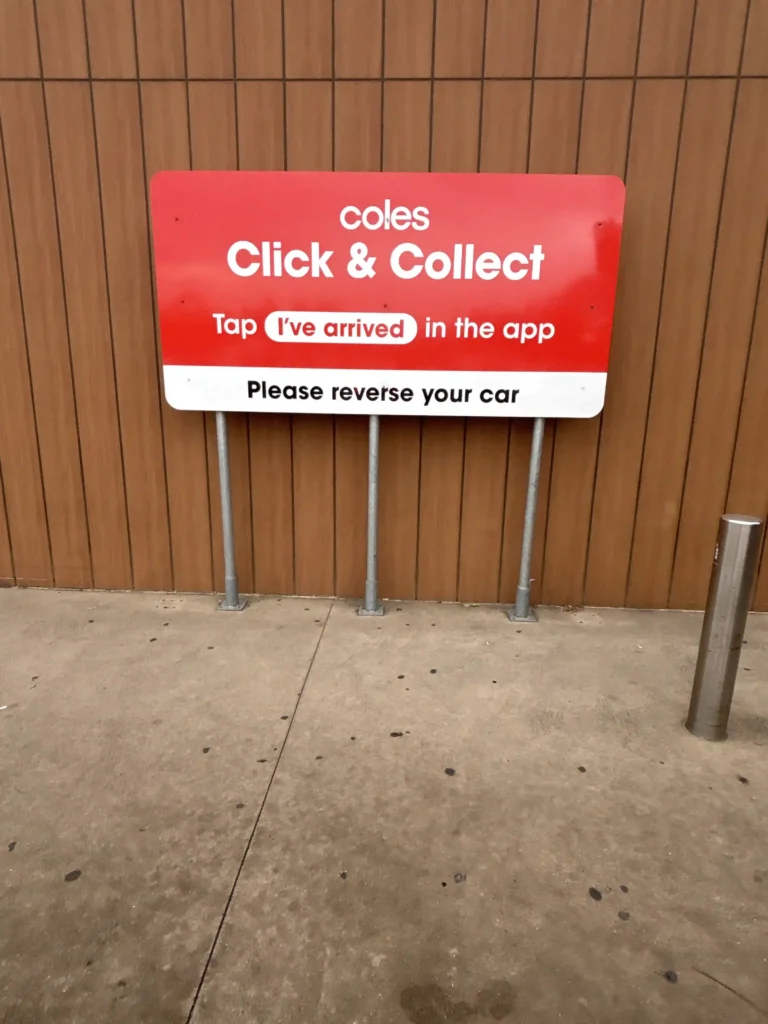 coles
Click & Collect
Tap I've arrived in the app
Please reverse your car